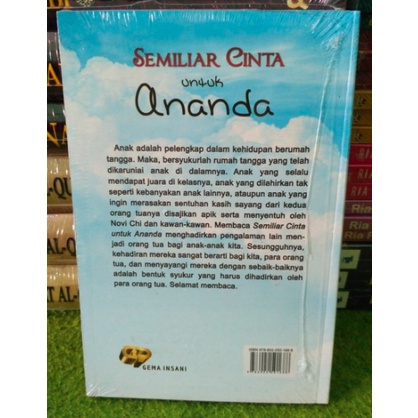 SEMILIAR CINTA
untuk
Ananda
Anak adalah pelengkap dalam kehidupan berumah
tangga. Maka, bersyukurlah rumah tangga yang telah
dikaruniai anak di dalamnya. Anak yang selalu
mendapat juara di kelasnya, anak yang dilahirkan tak
seperti kebanyakan anak lainnya, ataupun anak yang
ingin merasakan sentuhan kasih sayang dari kedua
orang tuanya disajikan apik serta menyentuh oleh
Novi Chi dan kawan-kawan. Membaca Semiliar Cinta
untuk Ananda menghadirkan pengalaman lain men-
jadi orang tua bagi anak-anak kita. Sesungguhnya,
kehadiran mereka sangat berarti bagi kita, para orang
tua, dan menyayangi mereka dengan sebaik-baiknya
adalah bentuk syukur yang harus dihadirkan oleh
para orang tua. Selamat membaca.
GEMA INSANI